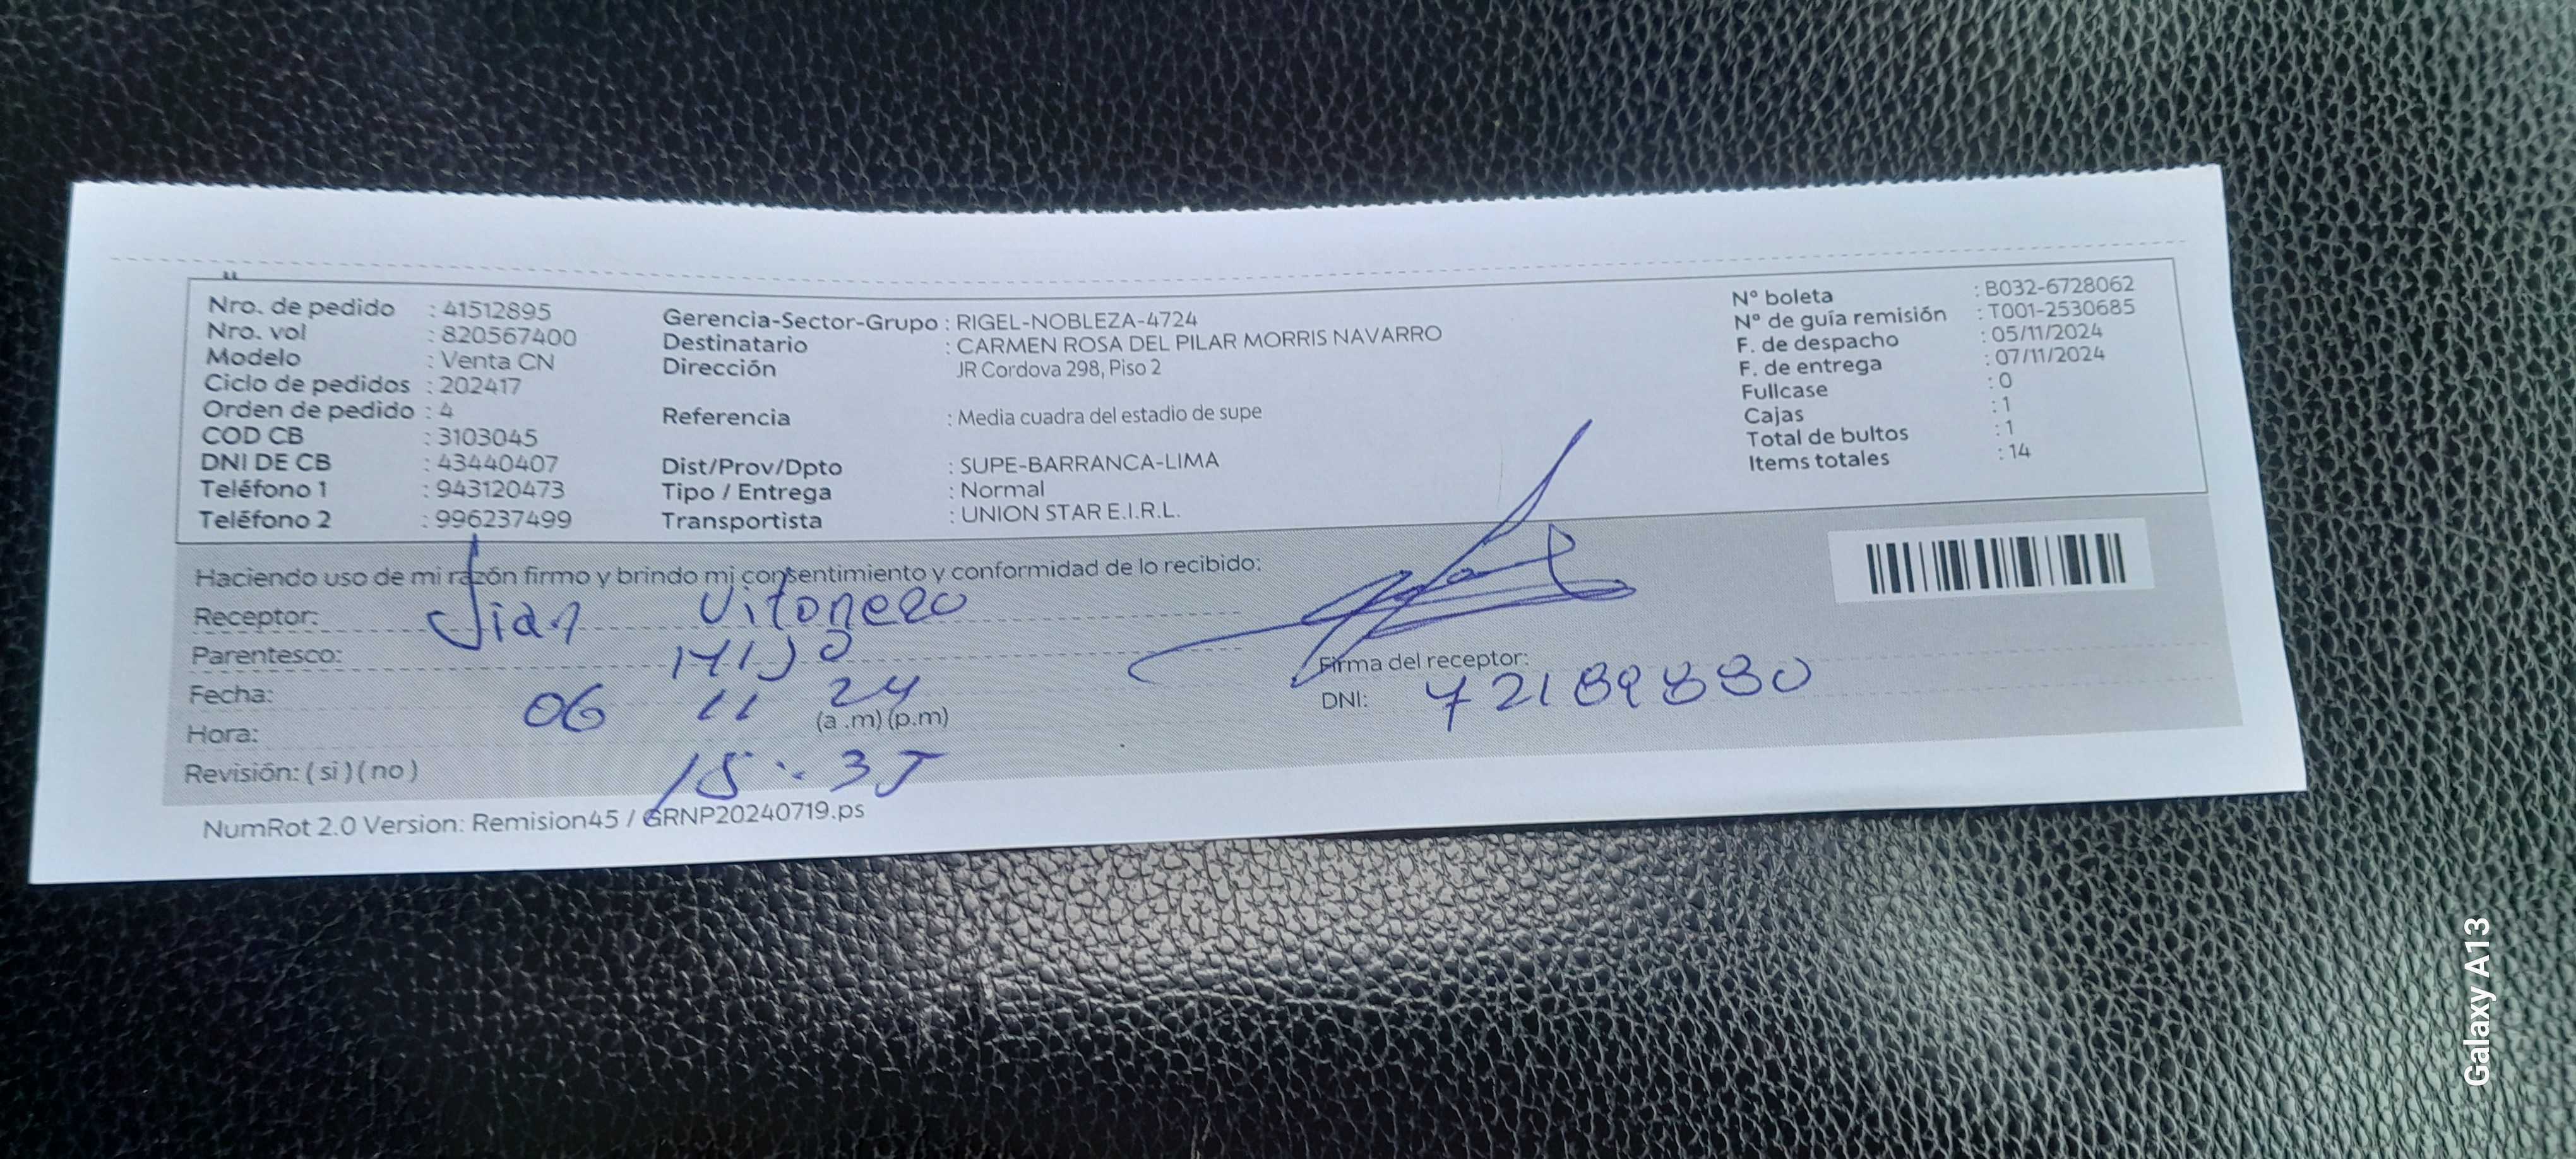 Nro. de pedido : 41512895
Nro. vol : 820567400
Modelo : Venta CN
Ciclo de pedidos : 202417
Orden de pedido : 4
COD CB : 3103045
DNI DE CB : 43440407
Teléfono 1 : 943120473
Teléfono 2 : 996237499
Gerencia-Sector-Grupo : RIGEL-NOBLEZA-4724
Destinatario : CARMEN ROSA DEL PILAR MORRIS NAVARRO
Dirección JR Cordova 298, Piso 2
Referencia : Media cuadra del estadio de supe
Dist/Prov/Dpto : SUPE-BARRANCA-LIMA
Tipo / Entrega : Normal
Transportista : UNION STAR E.I.R.L.
N° boleta : B032-6728062
N° de guía remisión : T001-2530685
F. de despacho : 05/11/2024
F. de entrega : 07/11/2024
Fullcase : 0
Cajas : 1
Total de bultos : 1
Items totales : 14
Haciendo uso de mi razón firmo y brindo mi consentimiento y conformidad de lo recibido:
Receptor: Jian Vitonero
Parentesco: HIJO
Fecha: 06 11 24
Hora: (a .m) (p.m)
15:35
Revisión: ( si ) ( no )
Firma del receptor:
DNI: 72189880
NumRot 2.0 Version: Remision45 / GRNP20240719.ps
Galaxy A13